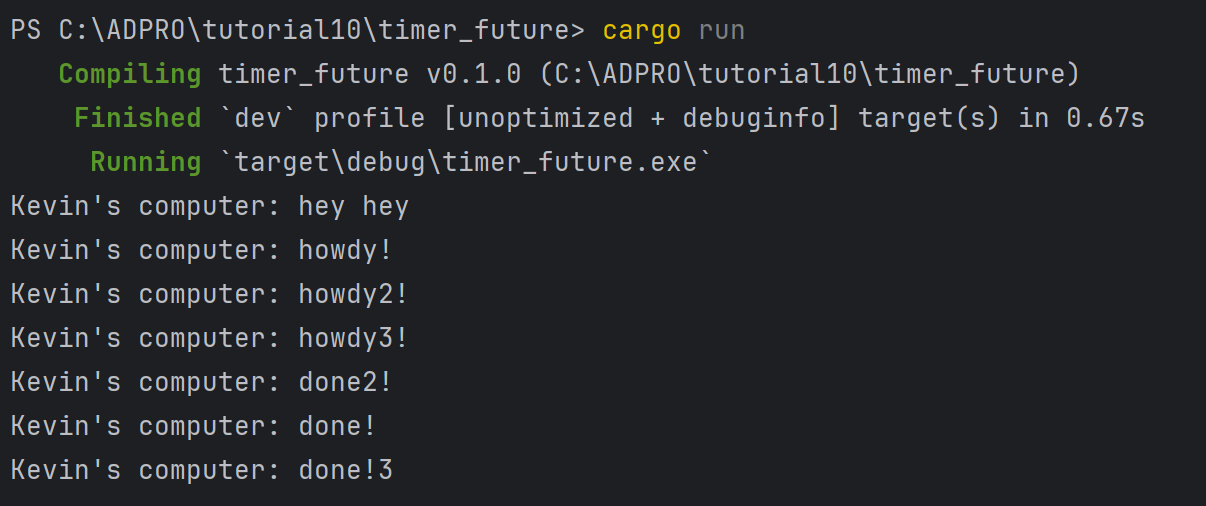 PS C:\ADPRO\tutorial10\timer_future> cargo run
Compiling timer_future v0.1.0 (C:\ADPRO\tutorial10\timer_future)
Finished `dev` profile [unoptimized + debuginfo] target(s) in 0.67s
Running `target\debug\timer_future.exe`
Kevin's computer: hey hey
Kevin's computer: howdy!
Kevin's computer: howdy2!
Kevin's computer: howdy3!
Kevin's computer: done2!
Kevin's computer: done!
Kevin's computer: done!3